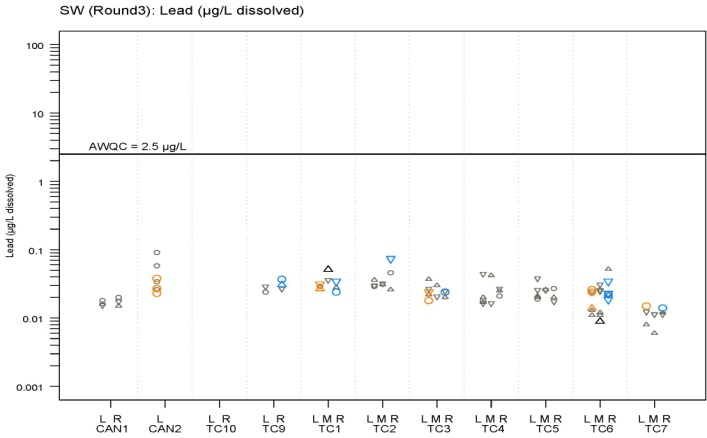 SW (Round3): Lead (µg/L dissolved)
100
10
AWQC = 2.5 µg/L
1
0.1
0.01
0.001
Lead (µg/L dissolved)
L R L L R L R L M R L M R L M R L M R L M R L M R L M R
CAN1 CAN2 TC10 TC9 TC1 TC2 TC3 TC4 TC5 TC6 TC7